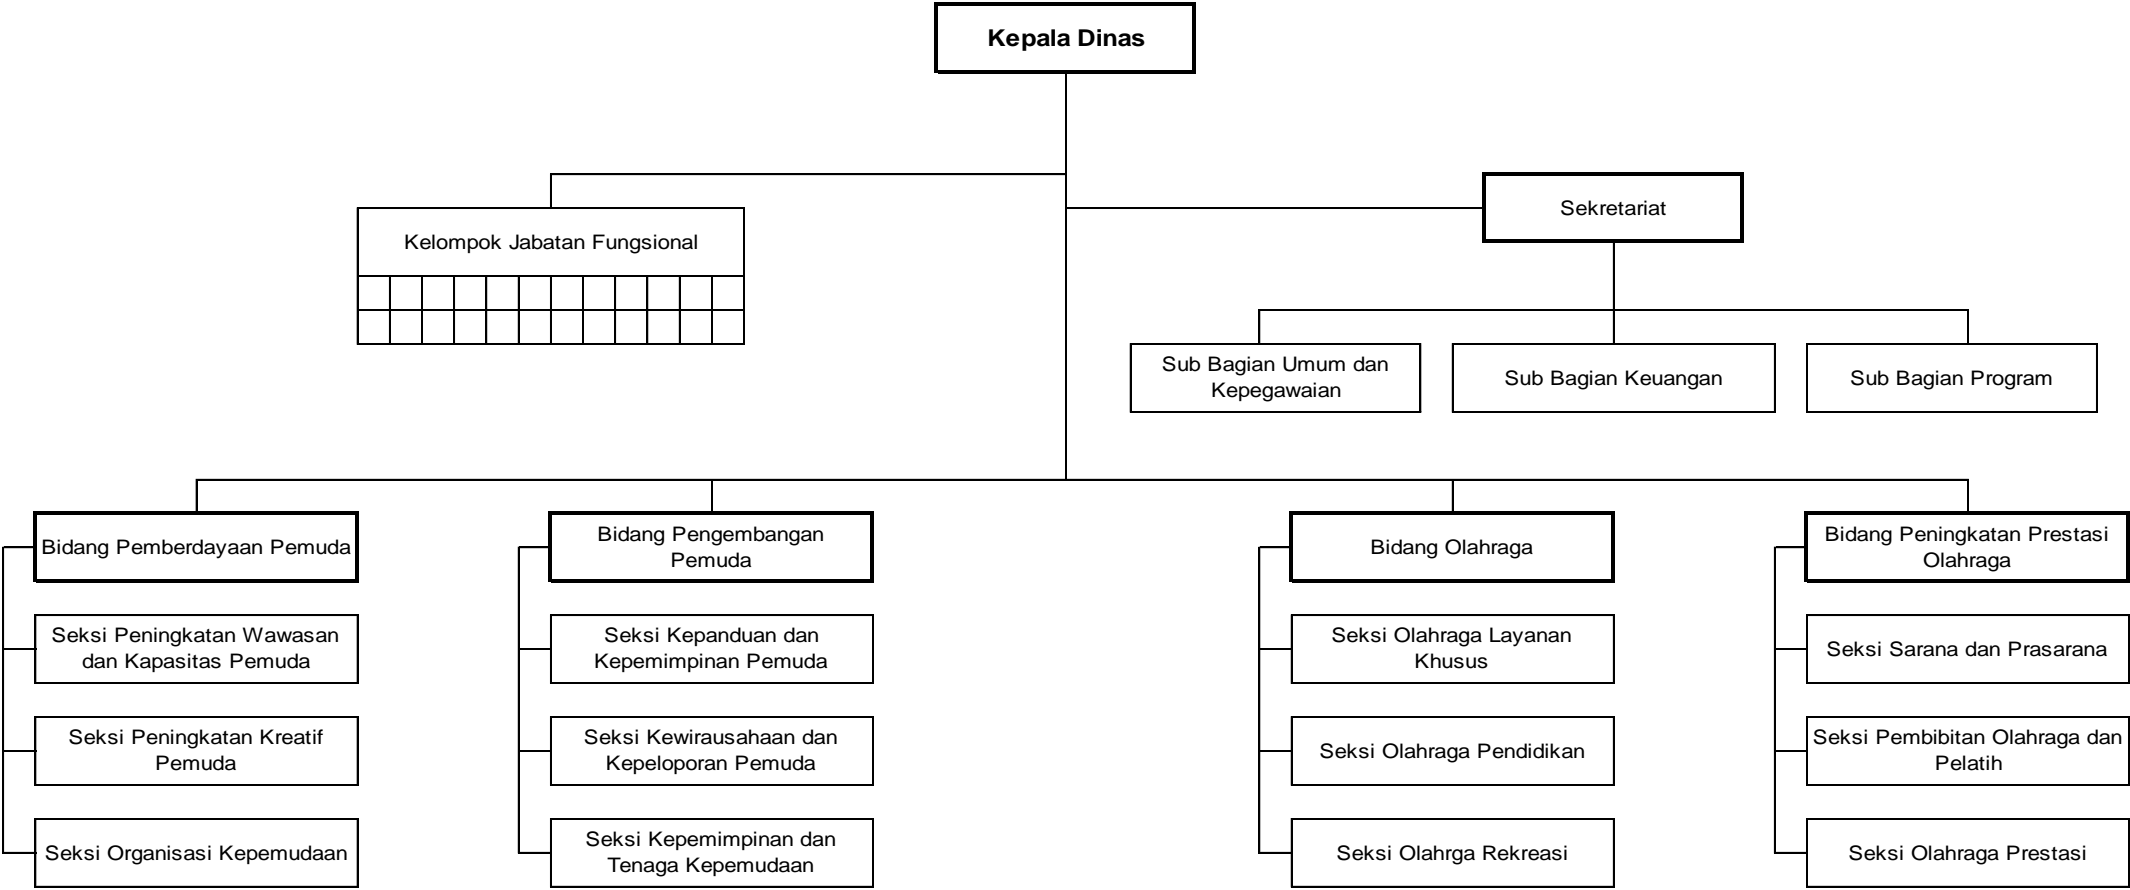 Kepala Dinas
Sekretariat
Kelompok Jabatan Fungsional
Sub Bagian Umum dan
Kepegawaian
Sub Bagian Keuangan
Sub Bagian Program
Bidang Pemberdayaan Pemuda
Seksi Peningkatan Wawasan
dan Kapasitas Pemuda
Seksi Peningkatan Kreatif
Pemuda
Seksi Organisasi Kepemudaan
Bidang Pengembangan
Pemuda
Seksi Kepanduan dan
Kepemimpinan Pemuda
Seksi Kewirausahaan dan
Kepeloporan Pemuda
Seksi Kepemimpinan dan
Tenaga Kepemudaan
Bidang Olahraga
Seksi Olahraga Layanan
Khusus
Seksi Olahraga Pendidikan
Seksi Olahrga Rekreasi
Bidang Peningkatan Prestasi
Olahraga
Seksi Sarana dan Prasarana
Seksi Pembibitan Olahraga dan
Pelatih
Seksi Olahraga Prestasi